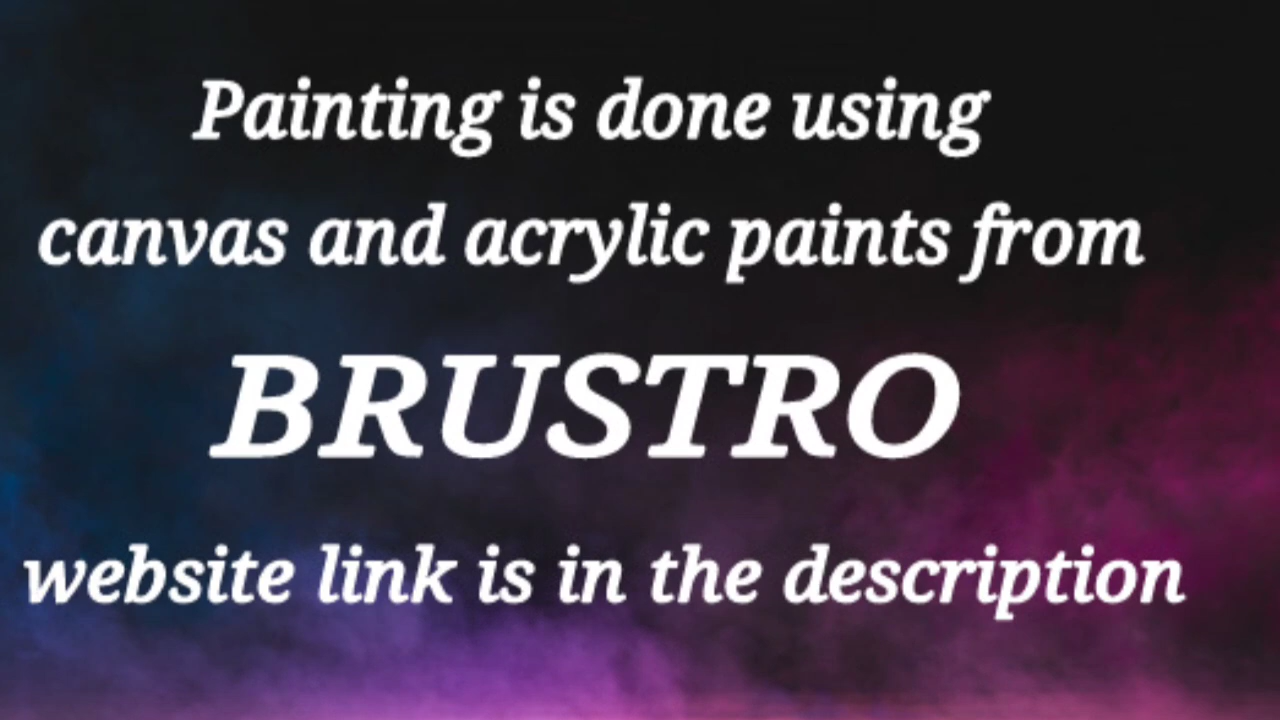 Painting is done using
canvas and acrylic paints from
BRUSTRO
website link is in the description